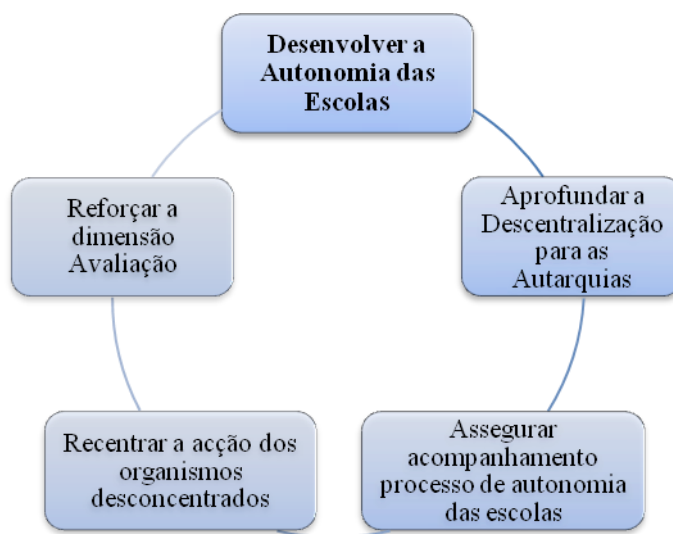 Desenvolver a
Autonomia das
Escolas
Aprofundar a
Descentralização
para as
Autarquias
Assegurar
acompanhamento
processo de autonomia
das escolas
Recentrar a acção dos
organismos
desconcentrados
Reforçar a
dimensão
Avaliação